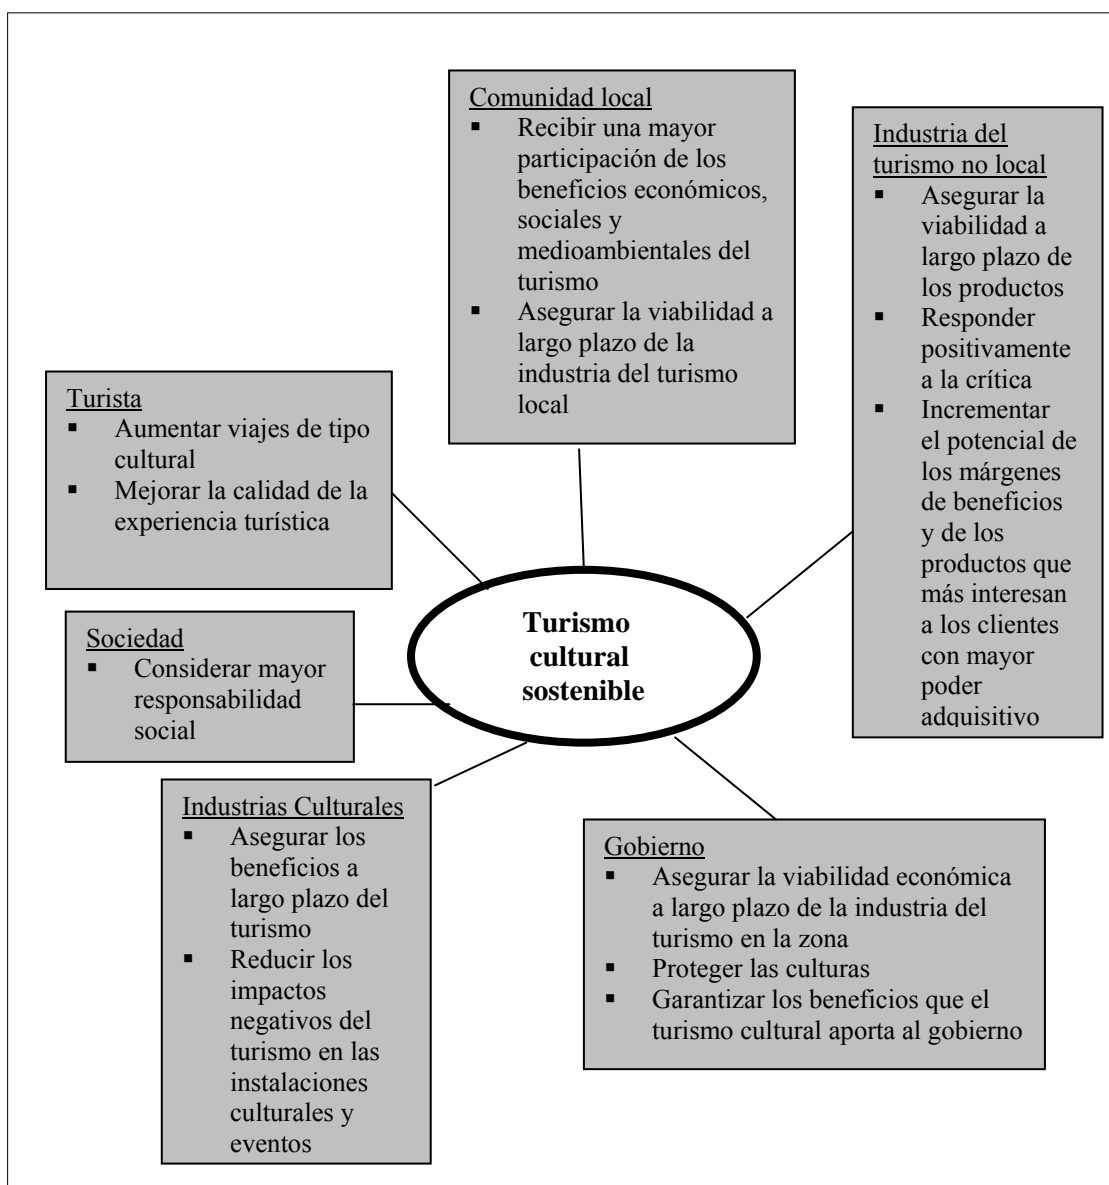 Comunidad local
▪ Recibir una mayor
participación de los
beneficios económicos,
sociales y
medioambientales del
turismo
▪ Asegurar la viabilidad a
largo plazo de la
industria del turismo
local
Industria del
turismo no local
▪ Asegurar la
viabilidad a
largo plazo de
los productos
▪ Responder
positivamente
a la crítica
▪ Incrementar
el potencial de
los márgenes
de beneficios
y de los
productos que
más interesan
a los clientes
con mayor
poder
adquisitivo
Turista
▪ Aumentar viajes de tipo
cultural
▪ Mejorar la calidad de la
experiencia turística
Turismo
cultural
sostenible
Sociedad
▪ Considerar mayor
responsabilidad
social
Industrias Culturales
▪ Asegurar los
beneficios a
largo plazo del
turismo
▪ Reducir los
impactos
negativos del
turismo en las
instalaciones
culturales y
eventos
Gobierno
▪ Asegurar la viabilidad económica
a largo plazo de la industria del
turismo en la zona
▪ Proteger las culturas
▪ Garantizar los beneficios que el
turismo cultural aporta al gobierno